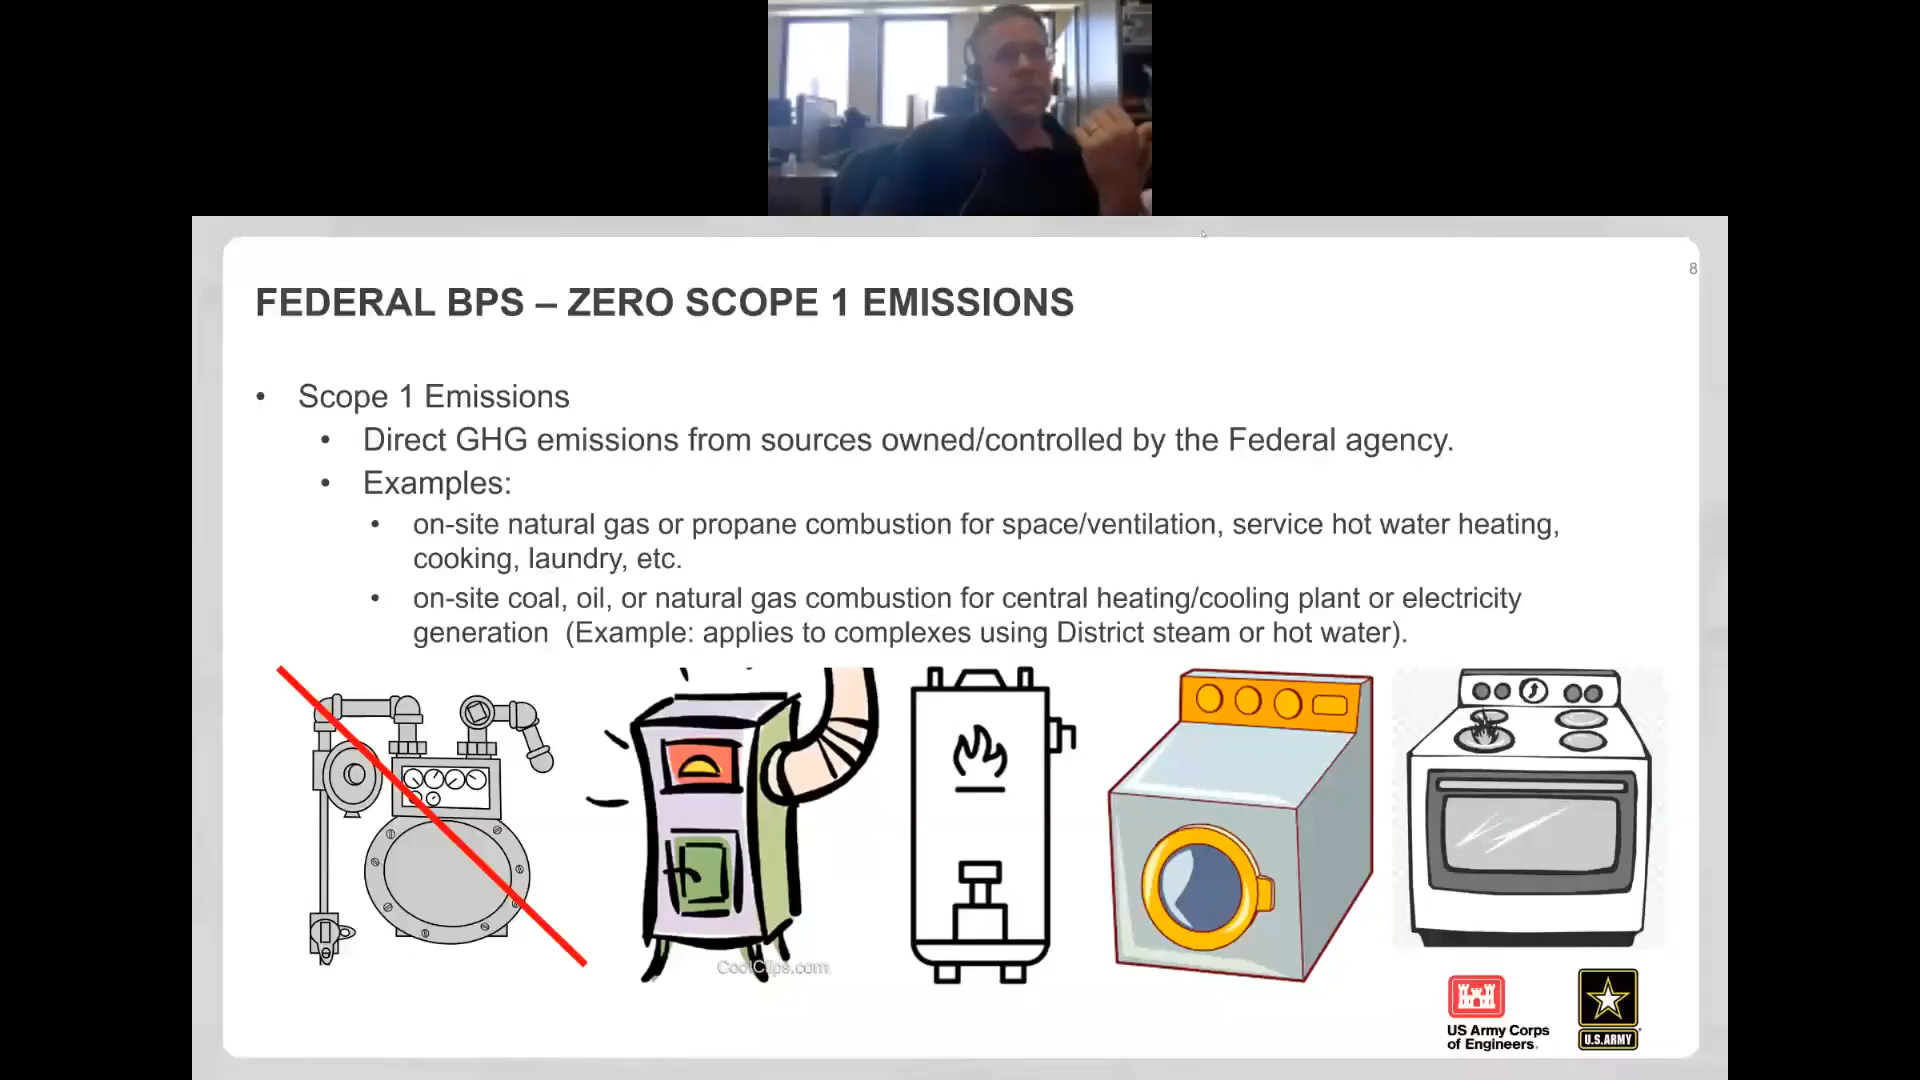 8
FEDERAL BPS – ZERO SCOPE 1 EMISSIONS
• Scope 1 Emissions
• Direct GHG emissions from sources owned/controlled by the Federal agency.
• Examples:
• on-site natural gas or propane combustion for space/ventilation, service hot water heating,
cooking, laundry, etc.
• on-site coal, oil, or natural gas combustion for central heating/cooling plant or electricity
generation (Example: applies to complexes using District steam or hot water).
CoolClips.com
US Army Corps
of Engineers.
U.S.ARMY